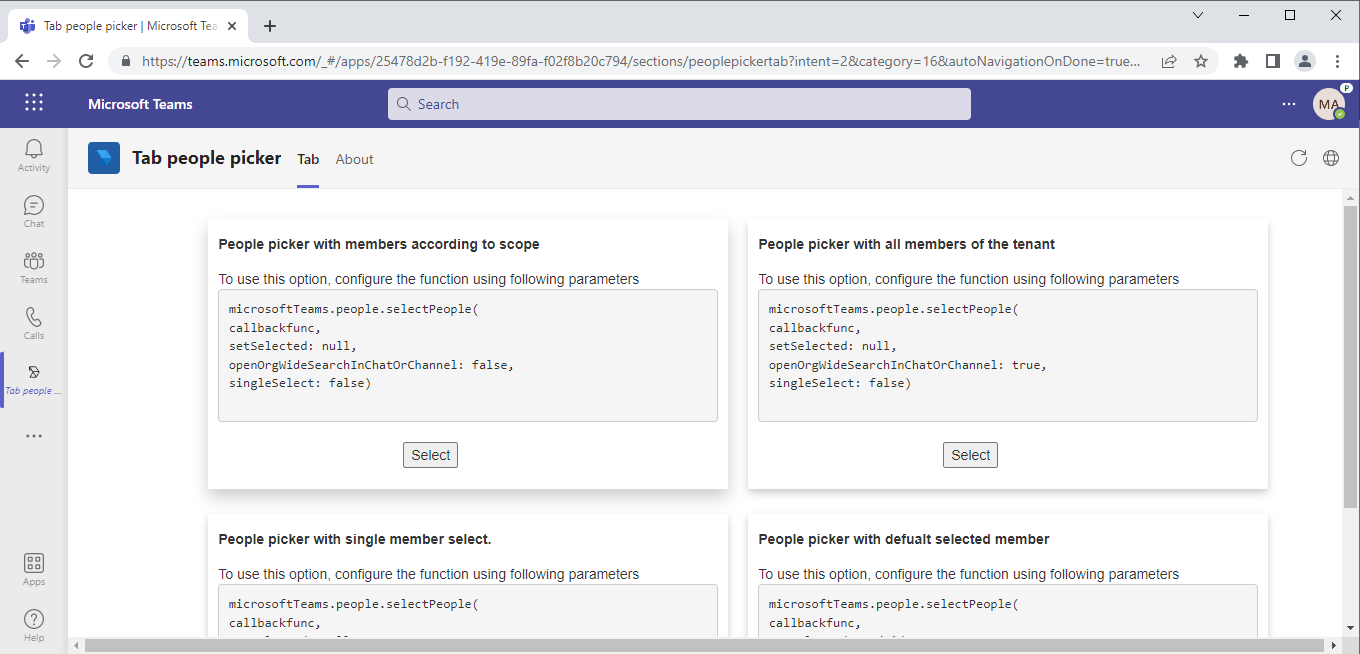 Tab people picker | Microsoft Tea
https://teams.microsoft.com/_#/apps/25478d2b-f192-419e-89fa-f02f8b20c794/sections/peoplepickertab?intent=2&category=16&autoNavigationOnDone=true...
Microsoft Teams
Search
MA
P
Activity
Chat
Teams
Calls
Tab people ...
Apps
Help
Tab people picker Tab About
People picker with members according to scope
To use this option, configure the function using following parameters
microsoftTeams.people.selectPeople(
callbackfunc,
setSelected: null,
openOrgWideSearchInChatOrChannel: false,
singleSelect: false)
Select
People picker with all members of the tenant
To use this option, configure the function using following parameters
microsoftTeams.people.selectPeople(
callbackfunc,
setSelected: null,
openOrgWideSearchInChatOrChannel: true,
singleSelect: false)
Select
People picker with single member select.
To use this option, configure the function using following parameters
microsoftTeams.people.selectPeople(
callbackfunc,
People picker with defualt selected member
To use this option, configure the function using following parameters
microsoftTeams.people.selectPeople(
callbackfunc,